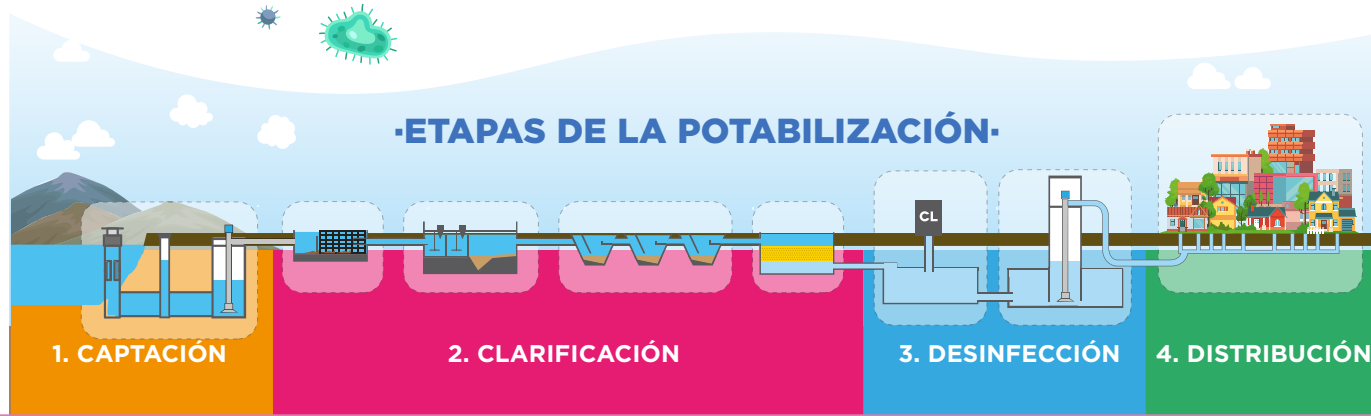 ·ETAPAS DE LA POTABILIZACIÓN·
CL
1. CAPTACIÓN
2. CLARIFICACIÓN
3. DESINFECCIÓN
4. DISTRIBUCIÓN